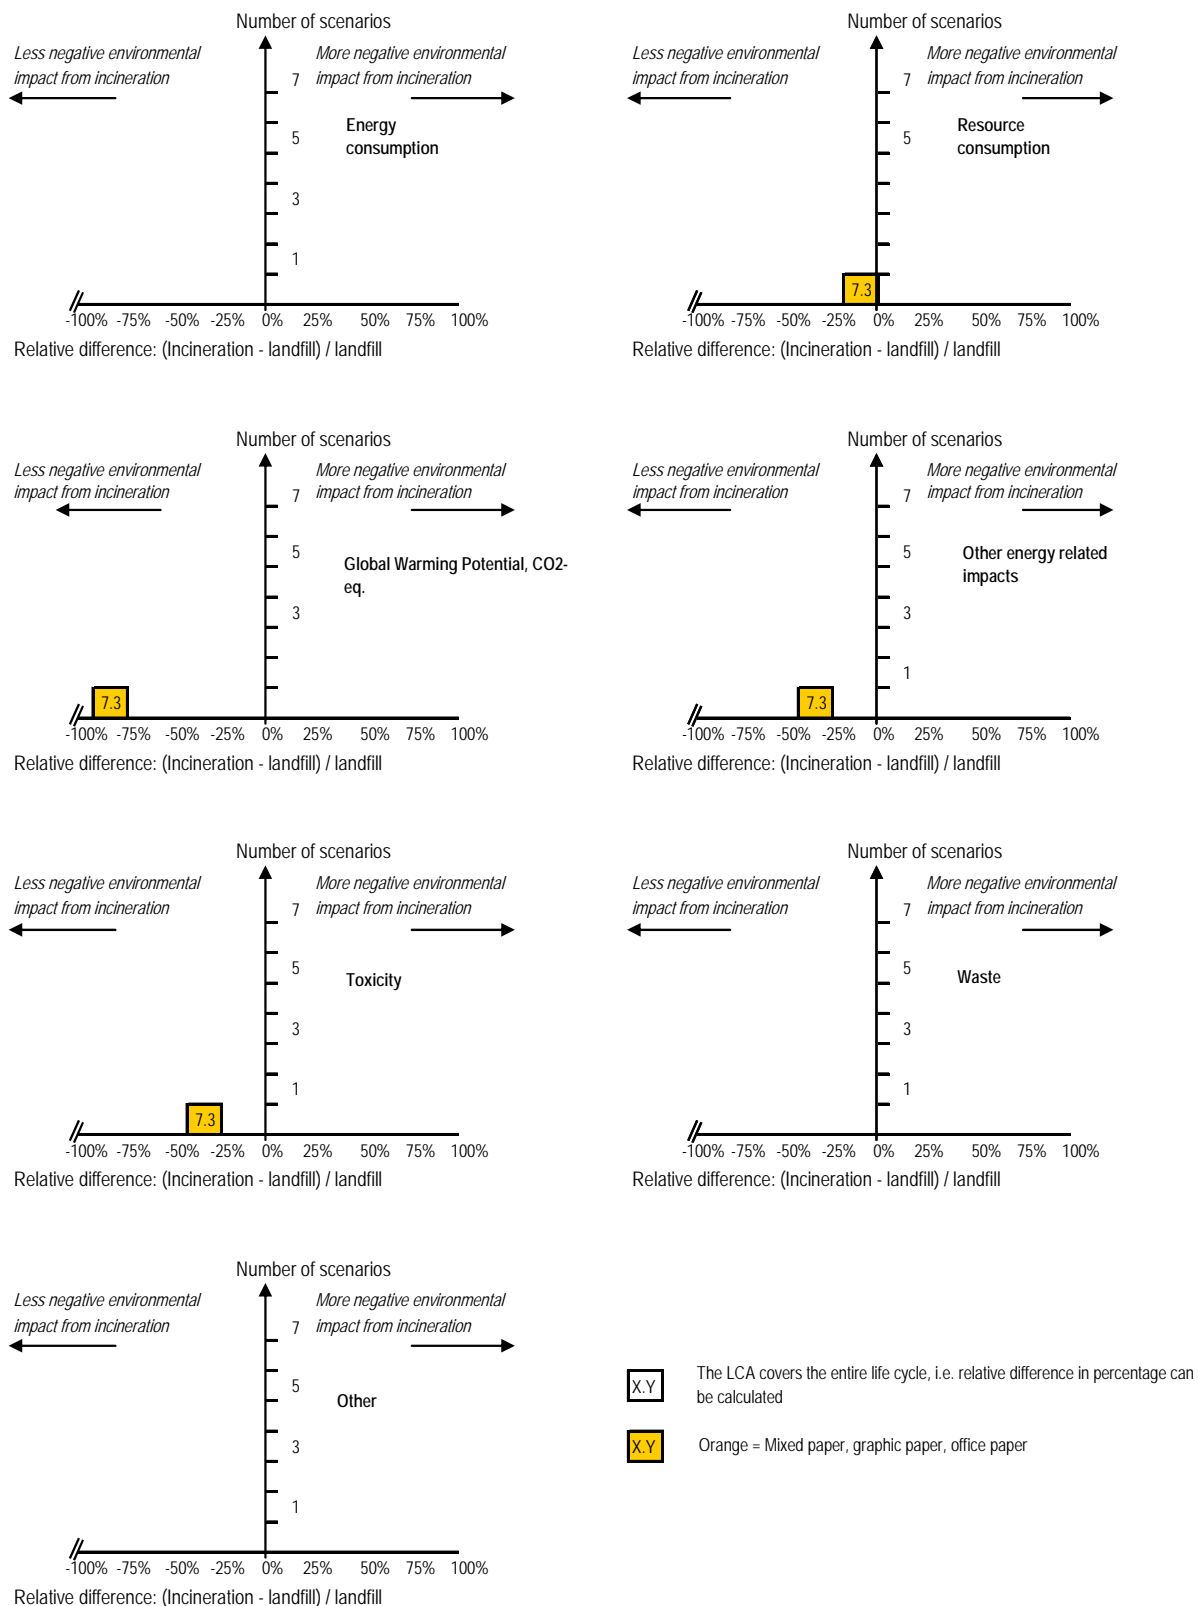 Number of scenarios
Less negative environmental
impact from incineration
More negative environmental
impact from incineration
7
Energy
consumption
5
3
1
-100% -75% -50% -25% 0% 25% 50% 75% 100%
Relative difference: (Incineration - landfill) / landfill
Number of scenarios
Less negative environmental
impact from incineration
More negative environmental
impact from incineration
7
Resource
consumption
5
7.3
-100% -75% -50% -25% 0% 25% 50% 75% 100%
Relative difference: (Incineration - landfill) / landfill
Number of scenarios
Less negative environmental
impact from incineration
More negative environmental
impact from incineration
7
5
Global Warming Potential, CO2-
eq.
3
7.3
-100% -75% -50% -25% 0% 25% 50% 75% 100%
Relative difference: (Incineration - landfill) / landfill
Number of scenarios
Less negative environmental
impact from incineration
More negative environmental
impact from incineration
7
5
Other energy related
impacts
3
1
7.3
-100% -75% -50% -25% 0% 25% 50% 75% 100%
Relative difference: (Incineration - landfill) / landfill
Number of scenarios
Less negative environmental
impact from incineration
More negative environmental
impact from incineration
7
5
Toxicity
3
1
7.3
-100% -75% -50% -25% 0% 25% 50% 75% 100%
Relative difference: (Incineration - landfill) / landfill
Number of scenarios
Less negative environmental
impact from incineration
More negative environmental
impact from incineration
7
5
Waste
3
1
-100% -75% -50% -25% 0% 25% 50% 75% 100%
Relative difference: (Incineration - landfill) / landfill
Number of scenarios
Less negative environmental
impact from incineration
More negative environmental
impact from incineration
7
5
Other
3
1
-100% -75% -50% -25% 0% 25% 50% 75% 100%
Relative difference: (Incineration - landfill) / landfill
X.Y
The LCA covers the entire life cycle, i.e. relative difference in percentage can
be calculated
X.Y
Orange = Mixed paper, graphic paper, office paper